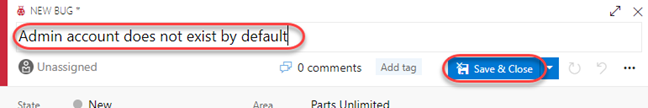 NEW BUG *
Admin account does not exist by default
Unassigned
0 comments
Add tag
Save & Close
State
New
Area
Parts Unlimited